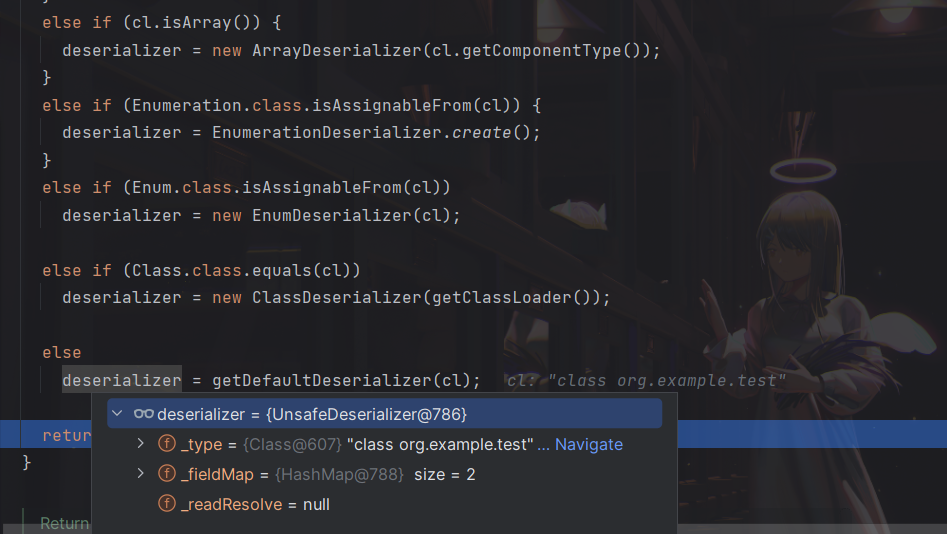 }
else if (cl.isArray()) {
deserializer = new ArrayDeserializer(cl.getComponentType());
}
else if (Enumeration.class.isAssignableFrom(cl)) {
deserializer = EnumerationDeserializer.create();
}
else if (Enum.class.isAssignableFrom(cl))
deserializer = new EnumDeserializer(cl);
else if (Class.class.equals(cl))
deserializer = new ClassDeserializer(getClassLoader());
else
deserializer = getDefaultDeserializer(cl); cl: "class org.example.test"
deserializer = {UnsafeDeserializer@786}
retur
_type = {Class@607} "class org.example.test"... Navigate
}
_fieldMap = {HashMap@788} size = 2
_readResolve = null
Return